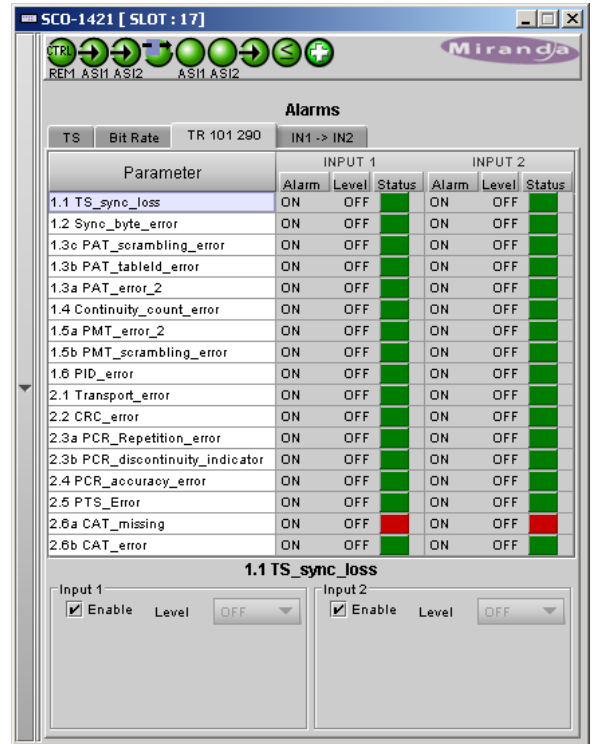 SCO-1421 [ SLOT : 17]
CTRL
REM ASI1 ASI2 ASI1 ASI2
Miranda
Alarms
TS Bit Rate TR 101 290 IN1 -> IN2
Parameter INPUT 1 INPUT 2
Alarm Level Status Alarm Level Status
1.1 TS_sync_loss ON OFF ON OFF
1.2 Sync_byte_error ON OFF ON OFF
1.3c PAT_scrambling_error ON OFF ON OFF
1.3b PAT_tableId_error ON OFF ON OFF
1.3a PAT_error_2 ON OFF ON OFF
1.4 Continuity_count_error ON OFF ON OFF
1.5a PMT_error_2 ON OFF ON OFF
1.5b PMT_scrambling_error ON OFF ON OFF
1.6 PID_error ON OFF ON OFF
2.1 Transport_error ON OFF ON OFF
2.2 CRC_error ON OFF ON OFF
2.3a PCR_Repetition_error ON OFF ON OFF
2.3b PCR_discontinuity_indicator ON OFF ON OFF
2.4 PCR_accuracy_error ON OFF ON OFF
2.5 PTS_Error ON OFF ON OFF
2.6a CAT_missing ON OFF ON OFF
2.6b CAT_error ON OFF ON OFF
1.1 TS_sync_loss
Input 1 Input 2
Enable Level OFF Enable Level OFF